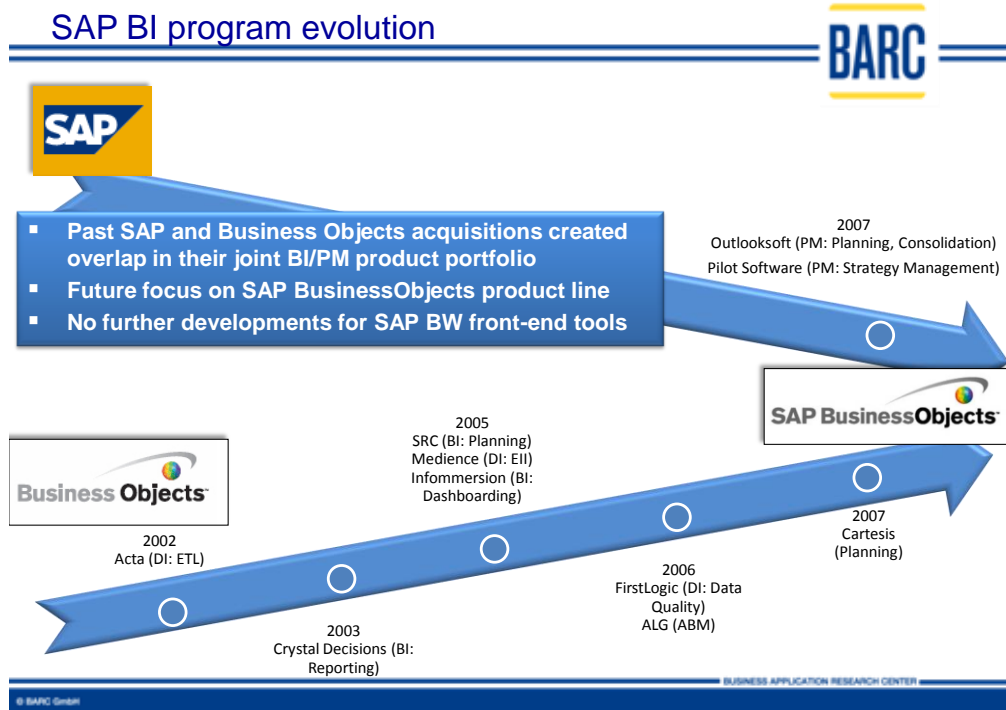 SAP BI program evolution
BARC
SAP
▪ Past SAP and Business Objects acquisitions created
overlap in their joint BI/PM product portfolio
▪ Future focus on SAP BusinessObjects product line
▪ No further developments for SAP BW front-end tools
2007
Outlooksoft (PM: Planning, Consolidation)
Pilot Software (PM: Strategy Management)
SAP BusinessObjects™
2005
SRC (BI: Planning)
Medience (DI: EII)
Infommersion (BI:
Dashboarding)
Business Objects™
2002
Acta (DI: ETL)
2007
Cartesis
(Planning)
2006
FirstLogic (DI: Data
Quality)
ALG (ABM)
2003
Crystal Decisions (BI:
Reporting)
BUSINESS APPLICATION RESEARCH CENTER
© BARC GmbH